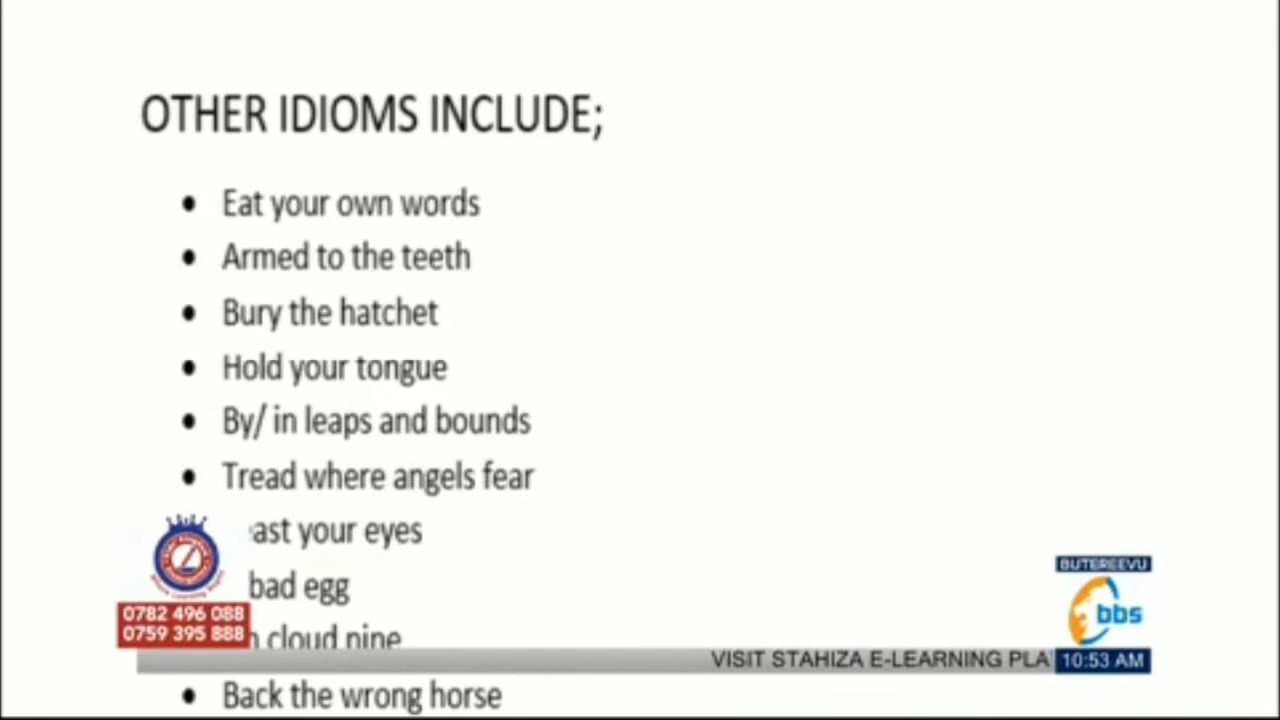 OTHER IDIOMS INCLUDE;
• Eat your own words
• Armed to the teeth
• Bury the hatchet
• Hold your tongue
• By/ in leaps and bounds
• Tread where angels fear
east your eyes
bad egg
cloud nine
• Back the wrong horse
0782 496 088
0759 395 888
BUTEREEVU
bbs
VISIT STAHIZA E-LEARNING PLA
10:53 AM